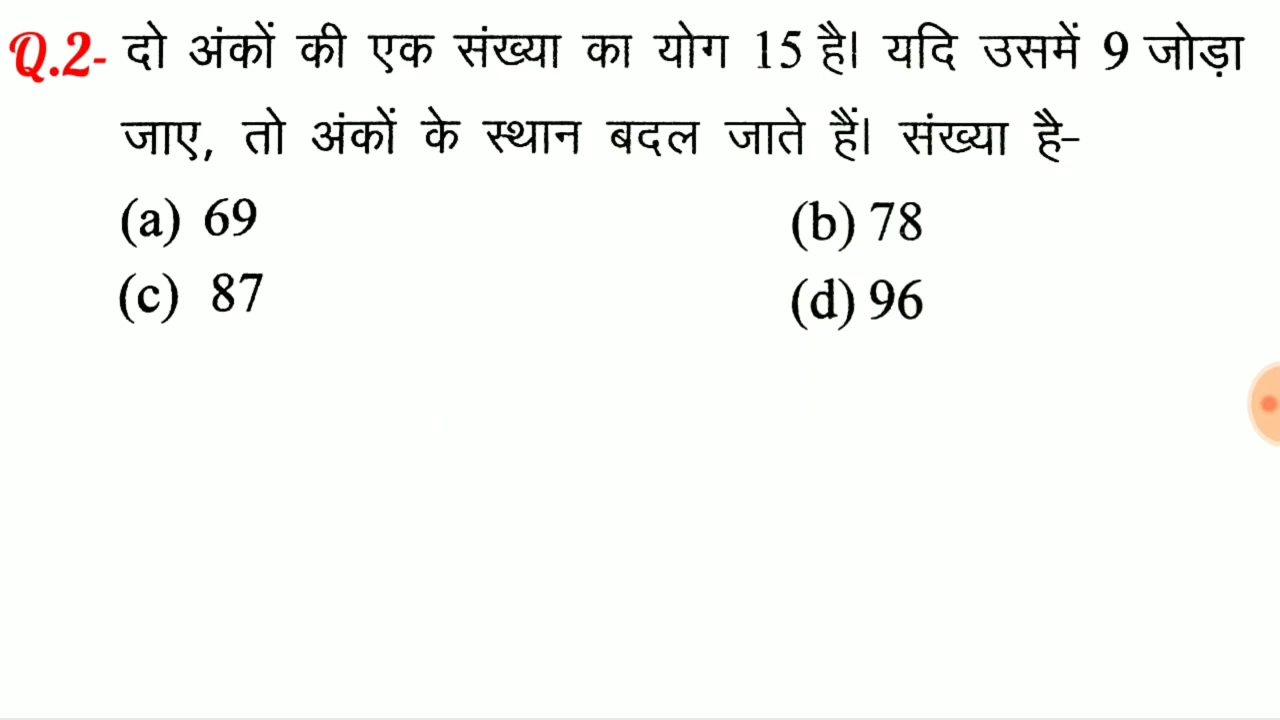 Q.2- दो अंकों की एक संख्या का योग 15 है। यदि उसमें 9 जोड़ा
जाए, तो अंकों के स्थान बदल जाते हैं। संख्या है–
(a) 69 (b) 78
(c) 87 (d) 96